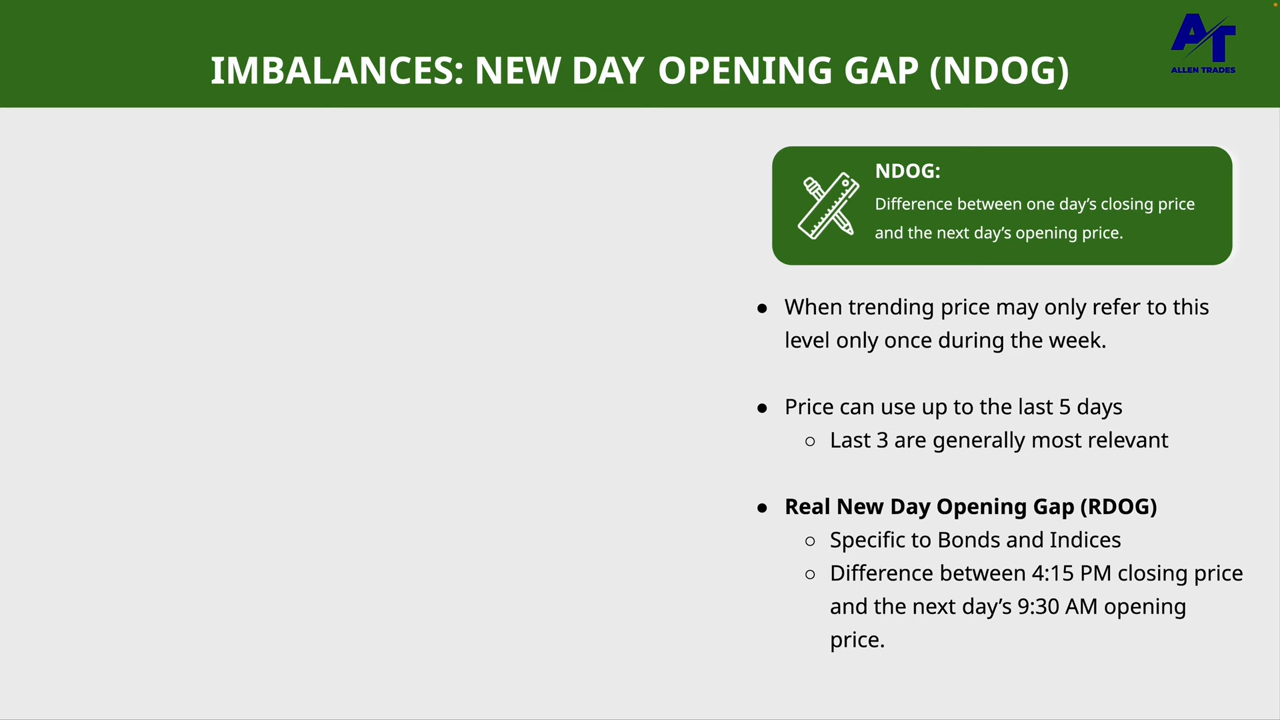 IMBALANCES: NEW DAY OPENING GAP (NDOG)
AT
ALLEN TRADES
NDOG:
Difference between one day’s closing price
and the next day’s opening price.
● When trending price may only refer to this
level only once during the week.
● Price can use up to the last 5 days
○ Last 3 are generally most relevant
● Real New Day Opening Gap (RDOG)
○ Specific to Bonds and Indices
○ Difference between 4:15 PM closing price
and the next day’s 9:30 AM opening
price.